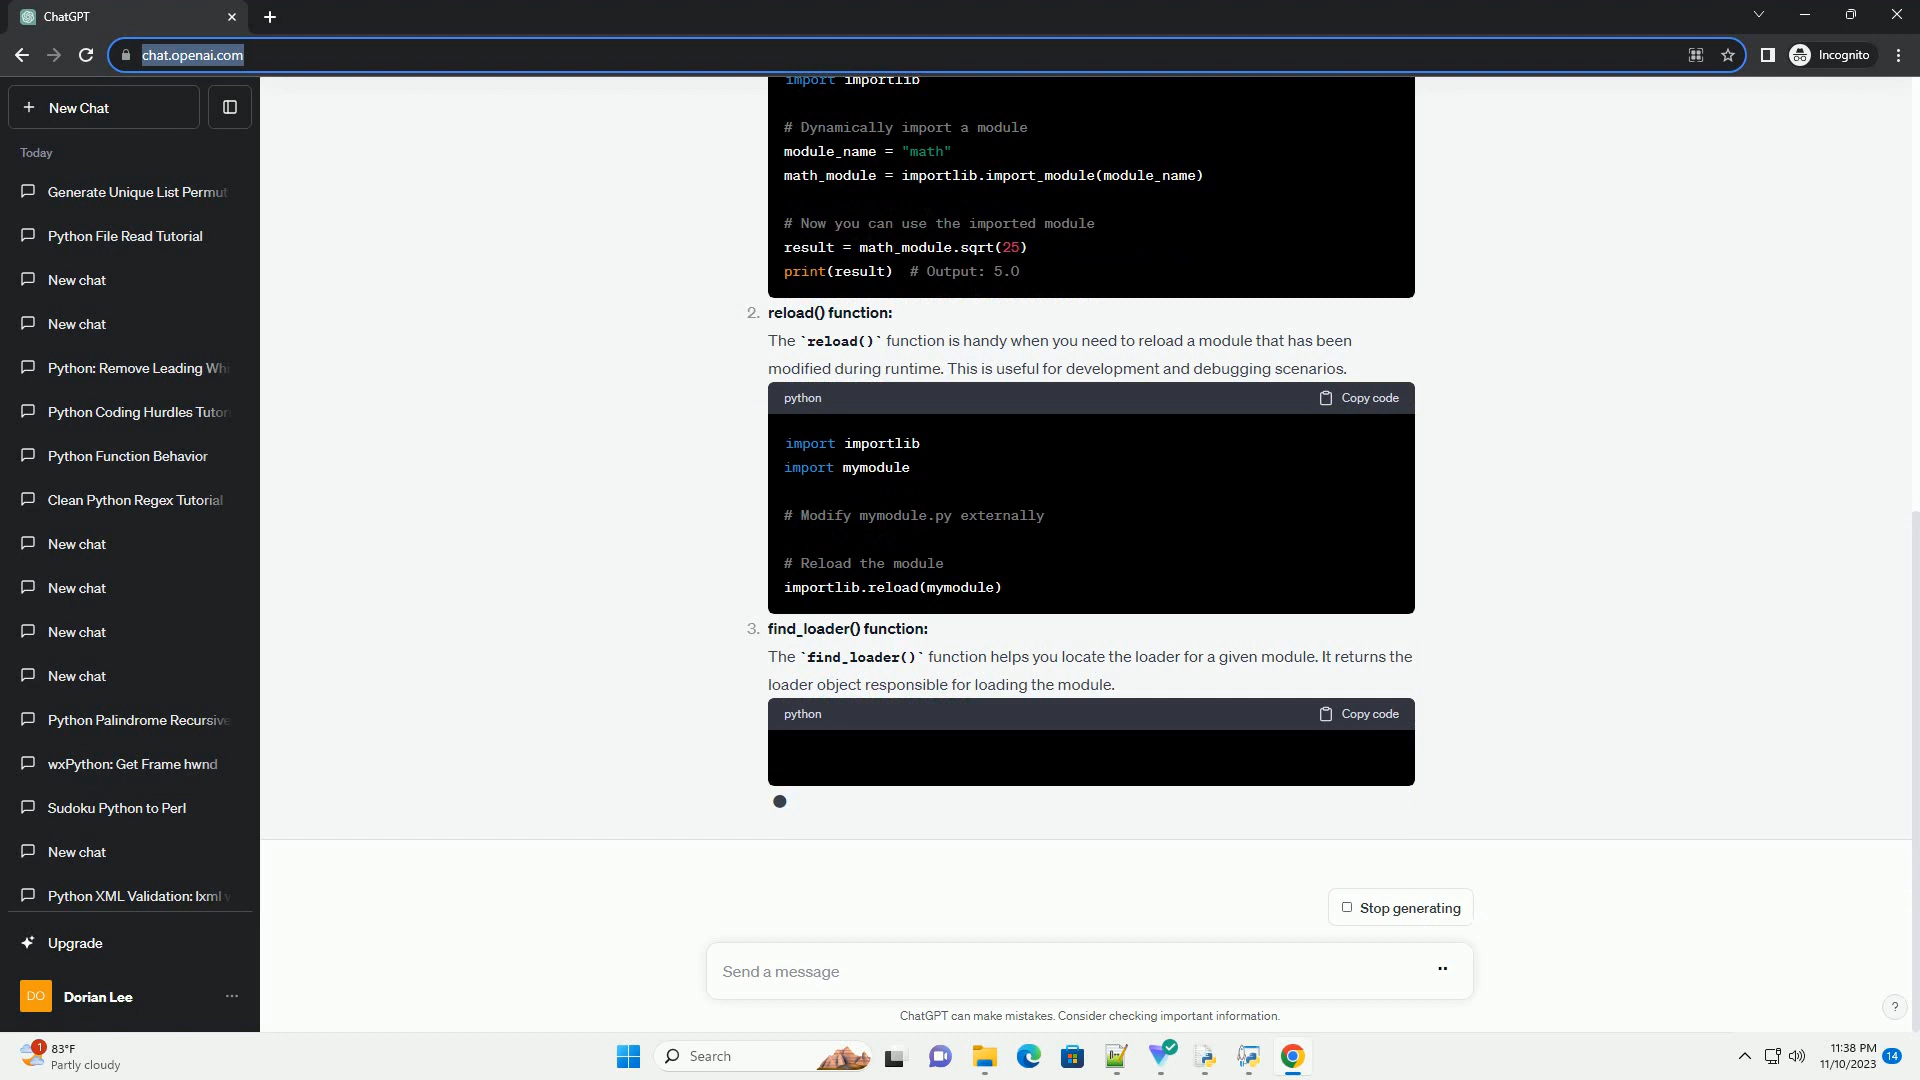 ChatGPT
chat.openai.com
Incognito
New Chat
Today
Generate Unique List Permut
Python File Read Tutorial
New chat
New chat
Python: Remove Leading Whi
Python Coding Hurdles Tutor
Python Function Behavior
Clean Python Regex Tutorial
New chat
New chat
New chat
New chat
Python Palindrome Recursive
wxPython: Get Frame hwnd
Sudoku Python to Perl
New chat
Python XML Validation: lxml v
Upgrade
DO Dorian Lee
import importlib
# Dynamically import a module
module_name = "math"
math_module = importlib.import_module(module_name)
# Now you can use the imported module
result = math_module.sqrt(25)
print(result)  # Output: 5.0
2. reload() function:
The `reload()` function is handy when you need to reload a module that has been
modified during runtime. This is useful for development and debugging scenarios.
python Copy code
import importlib
import mymodule
# Modify mymodule.py externally
# Reload the module
importlib.reload(mymodule)
3. find_loader() function:
The `find_loader()` function helps you locate the loader for a given module. It returns the
loader object responsible for loading the module.
python Copy code
Stop generating
Send a message
ChatGPT can make mistakes. Consider checking important information.
?
1 83°F
Partly cloudy
Search
11:38 PM
11/10/2023 14